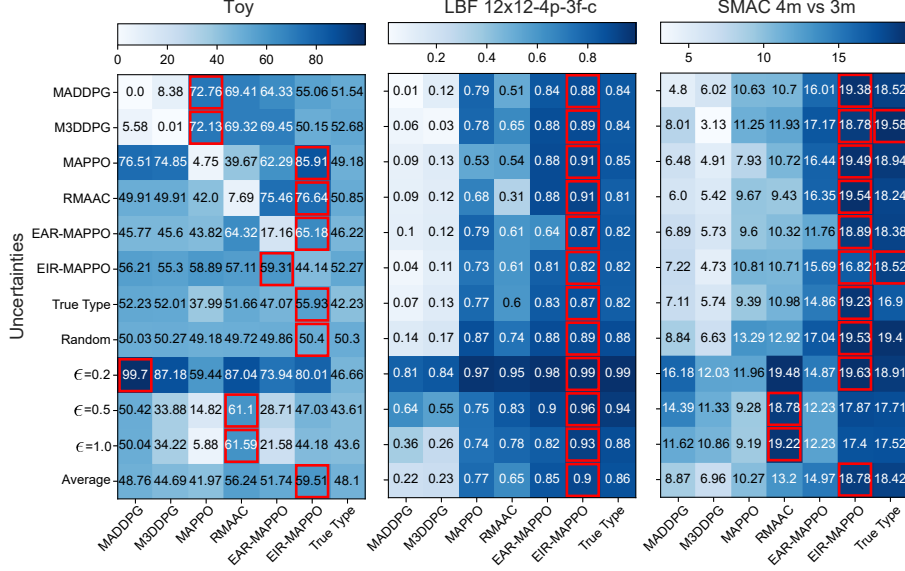 Toy
LBF 12x12-4p-3f-c
SMAC 4m vs 3m
0 20 40 60 80
0.2 0.4 0.6 0.8
5 10 15
Uncertainties
MADDPG 0.0 8.38 72.76 69.41 64.33 55.06 51.54 0.01 0.12 0.79 0.51 0.84 0.88 0.84 4.8 6.02 10.63 10.7 16.01 19.38 18.52
M3DDPG 5.58 0.01 72.13 69.32 69.45 50.15 52.68 0.06 0.03 0.78 0.65 0.88 0.89 0.84 8.01 3.13 11.25 11.93 17.17 18.78 19.58
MAPPO 76.51 74.85 4.75 39.67 62.29 85.91 49.18 0.09 0.13 0.53 0.54 0.88 0.91 0.85 6.48 4.91 7.93 10.72 16.44 19.49 18.94
RMAAC 49.91 49.91 42.0 7.69 75.46 76.64 50.85 0.09 0.12 0.68 0.31 0.88 0.91 0.81 6.0 5.42 9.67 9.43 16.35 19.54 18.24
EAR-MAPPO 45.77 45.6 43.82 64.32 17.16 65.18 46.22 0.1 0.12 0.79 0.61 0.64 0.87 0.82 6.89 5.73 9.6 10.32 11.76 18.89 18.38
EIR-MAPPO 56.21 55.3 58.89 57.11 59.31 44.14 52.27 0.04 0.11 0.73 0.61 0.81 0.82 0.82 7.22 4.73 10.81 10.71 15.69 16.82 18.52
True Type 52.23 52.01 37.99 51.66 47.07 55.93 42.23 0.07 0.13 0.77 0.6 0.83 0.87 0.82 7.11 5.74 9.39 10.98 14.86 19.23 16.9
Random 50.03 50.27 49.18 49.72 49.86 50.4 50.3 0.14 0.17 0.87 0.74 0.88 0.89 0.88 8.84 6.63 13.29 12.92 17.04 19.53 19.4
ϵ=0.2 99.7 87.18 59.44 87.04 73.94 80.01 46.66 0.81 0.84 0.97 0.95 0.98 0.99 0.99 16.18 12.03 11.96 19.48 16.87 19.63 18.91
ϵ=0.5 50.42 33.88 14.82 61.1 28.71 47.03 43.61 0.64 0.55 0.75 0.83 0.9 0.96 0.94 14.39 11.33 9.28 18.78 12.23 17.87 17.71
ϵ=1.0 50.04 34.22 5.88 61.59 21.58 44.18 43.6 0.36 0.26 0.74 0.78 0.82 0.93 0.88 11.62 10.86 9.19 19.22 12.23 17.4 17.52
Average 48.76 44.69 41.97 56.24 51.74 59.51 48.1 0.22 0.23 0.77 0.65 0.85 0.9 0.86 8.87 6.96 10.27 13.2 14.97 18.78 18.42
MADDPG M3DDPG MAPPO RMAAC EAR-MAPPO EIR-MAPPO True Type
MADDPG M3DDPG MAPPO RMAAC EAR-MAPPO EIR-MAPPO True Type
MADDPG M3DDPG MAPPO RMAAC EAR-MAPPO EIR-MAPPO True Type